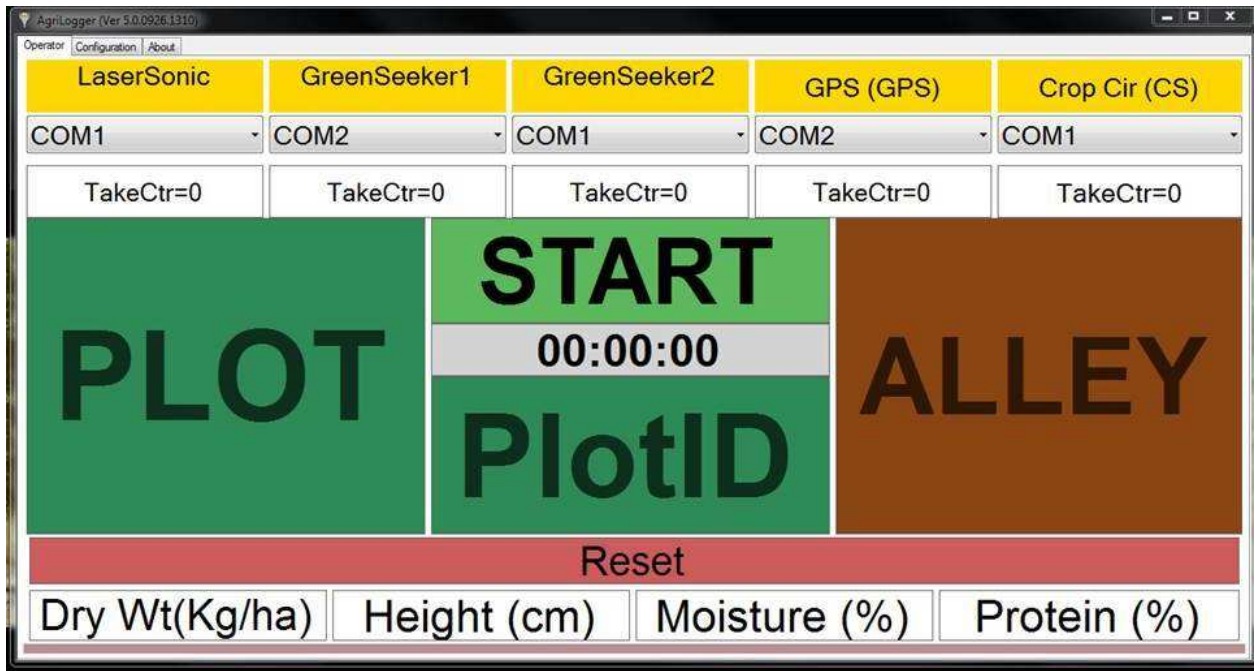 AgriLogger (Ver 5.0.0926.1310)
Operator Configuration About
LaserSonic GreenSeeker1 GreenSeeker2 GPS (GPS) Crop Cir (CS)
COM1 COM2 COM1 COM2 COM1
TakeCtr=0 TakeCtr=0 TakeCtr=0 TakeCtr=0 TakeCtr=0
START
00:00:00
PLOT PlotID ALLEY
Reset
Dry Wt(Kg/ha) Height (cm) Moisture (%) Protein (%)